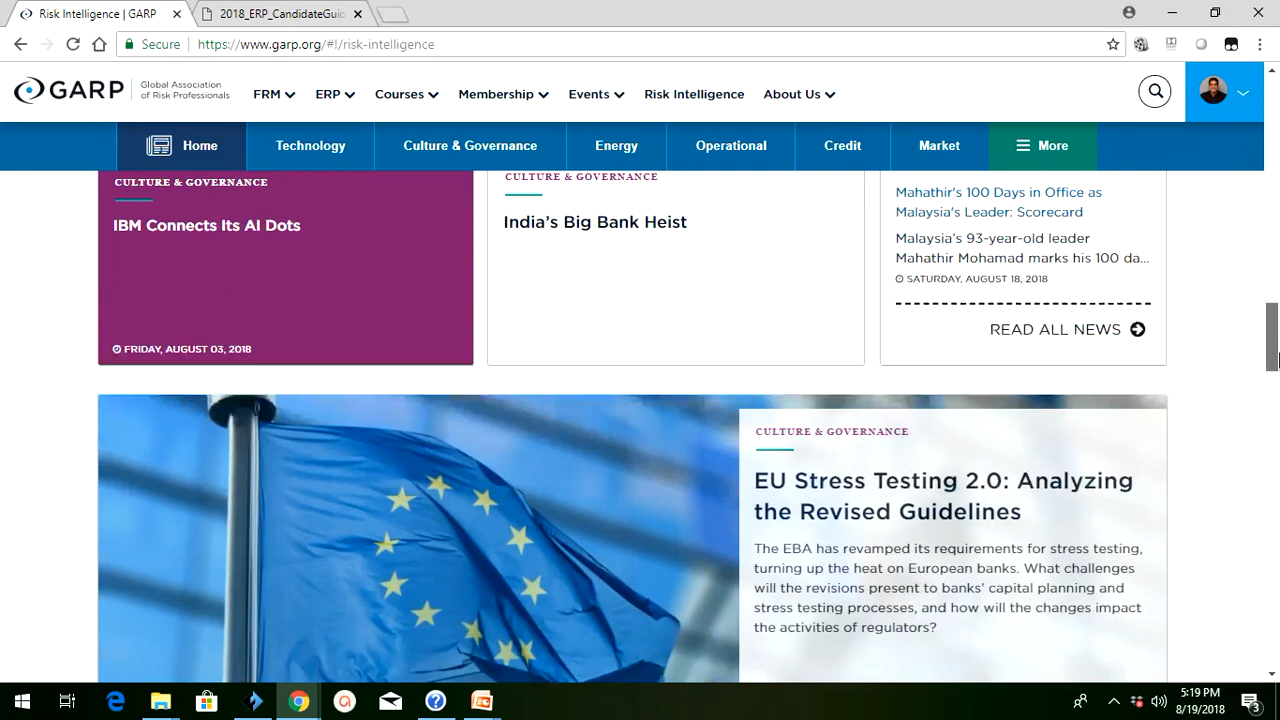 Risk Intelligence | GARP
2018_ERP_CandidateGuid
Secure
https://www.garp.org/#!/risk-intelligence
GARP
Global Association
of Risk Professionals
FRM
ERP
Courses
Membership
Events
Risk Intelligence
About Us
Home
Technology
Culture & Governance
Energy
Operational
Credit
Market
More
CULTURE & GOVERNANCE
IBM Connects Its AI Dots
FRIDAY, AUGUST 03, 2018
CULTURE & GOVERNANCE
India's Big Bank Heist
Mahathir's 100 Days in Office as
Malaysia's Leader: Scorecard
Malaysia's 93-year-old leader
Mahathir Mohamad marks his 100 da...
SATURDAY, AUGUST 18, 2018
READ ALL NEWS
CULTURE & GOVERNANCE
EU Stress Testing 2.0: Analyzing
the Revised Guidelines
The EBA has revamped its requirements for stress testing,
turning up the heat on European banks. What challenges
will the revisions present to banks' capital planning and
stress testing processes, and how will the changes impact
the activities of regulators?
5:19 PM
8/19/2018
3